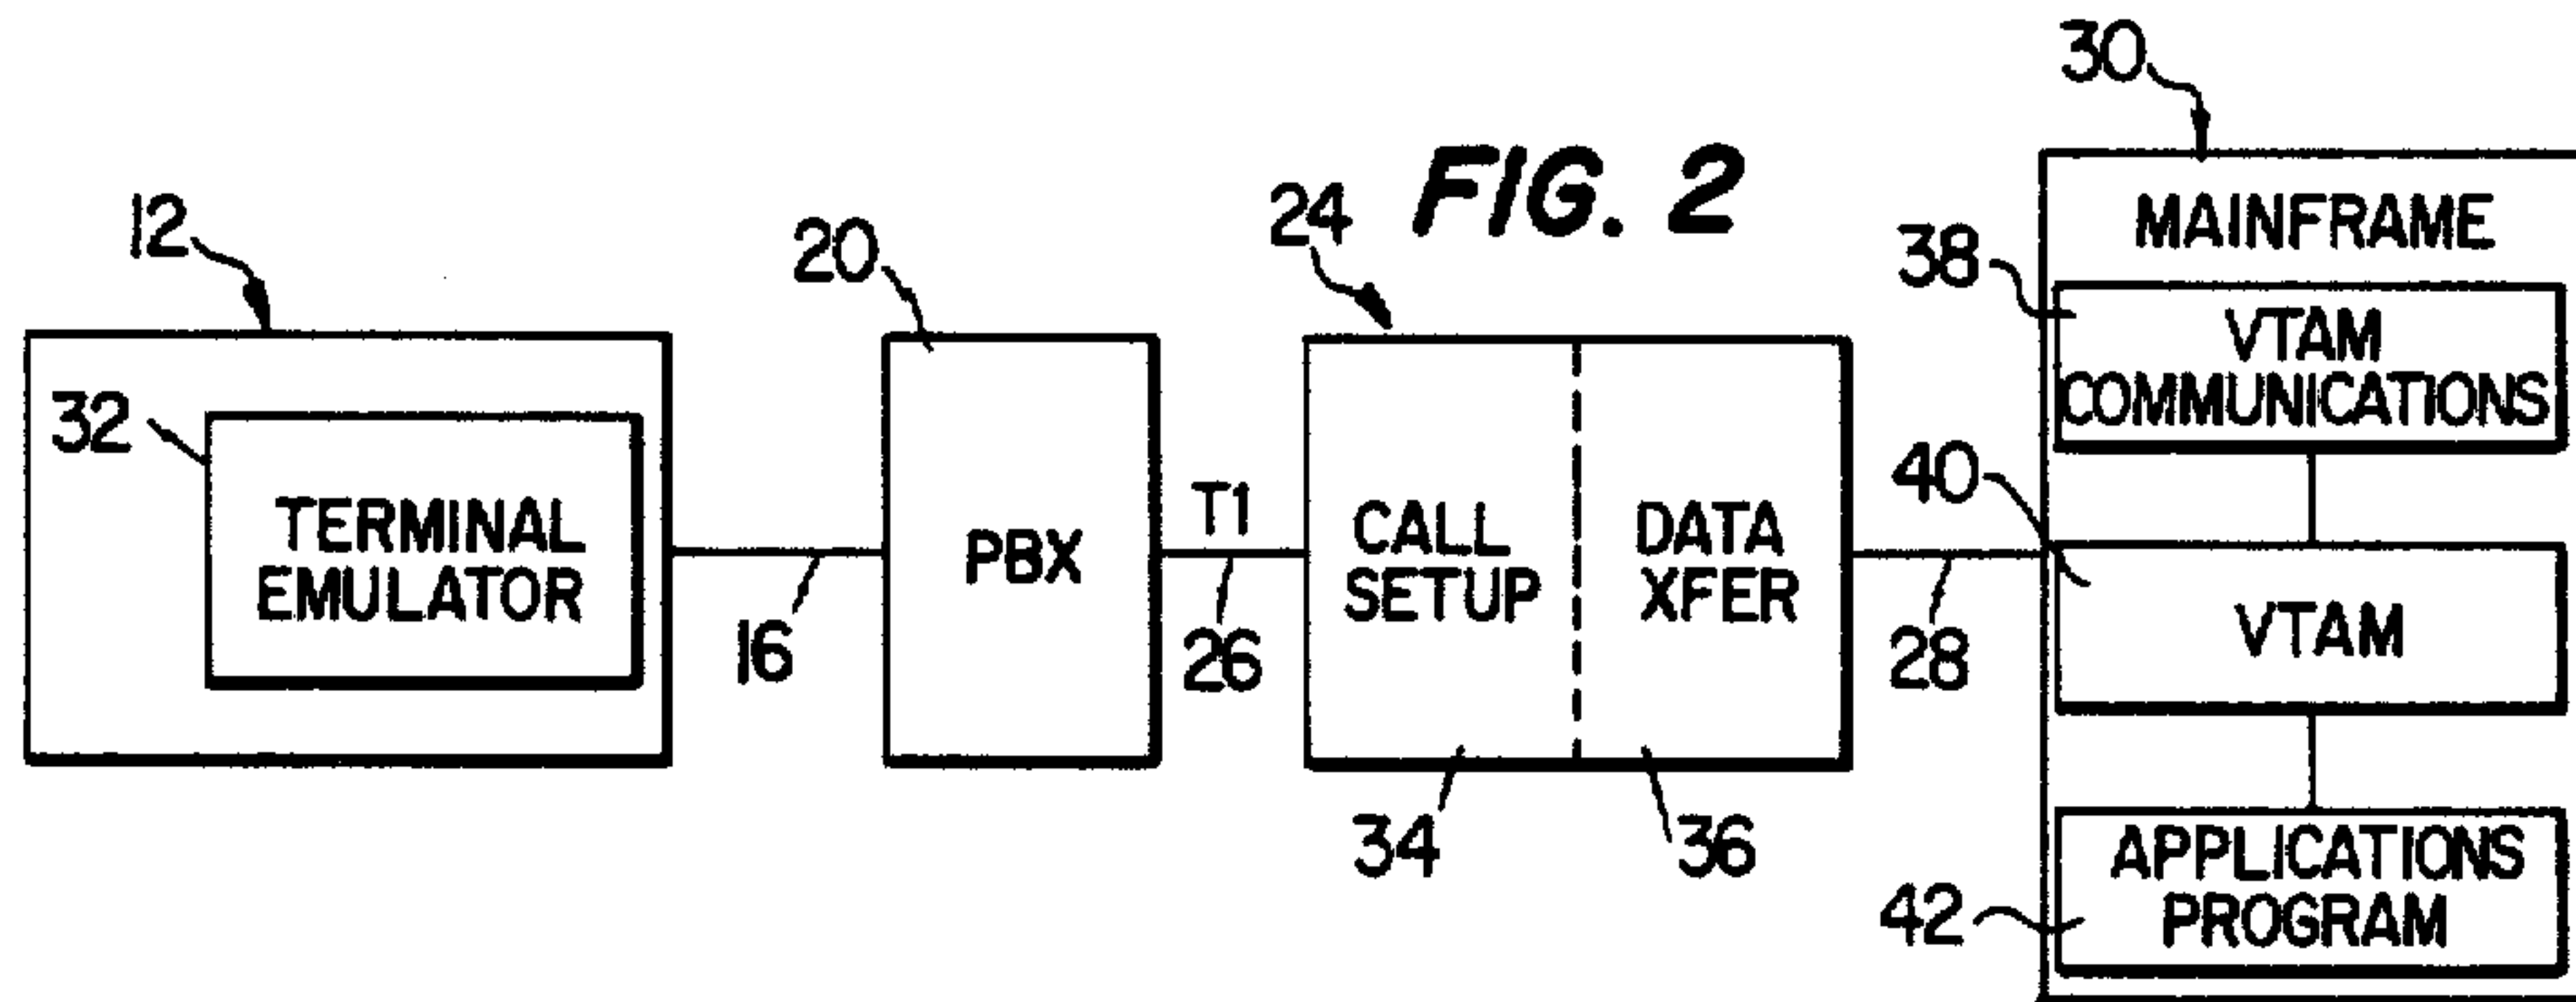 30
FIG. 2
24
12
20
MAINFRAME
38
VTAM
COMMUNICATIONS
32
TERMINAL
EMULATOR
16
PBX
T1
26
CALL
SETUP
DATA
XFER
34
36
28
40
VTAM
42
APPLICATIONS
PROGRAM